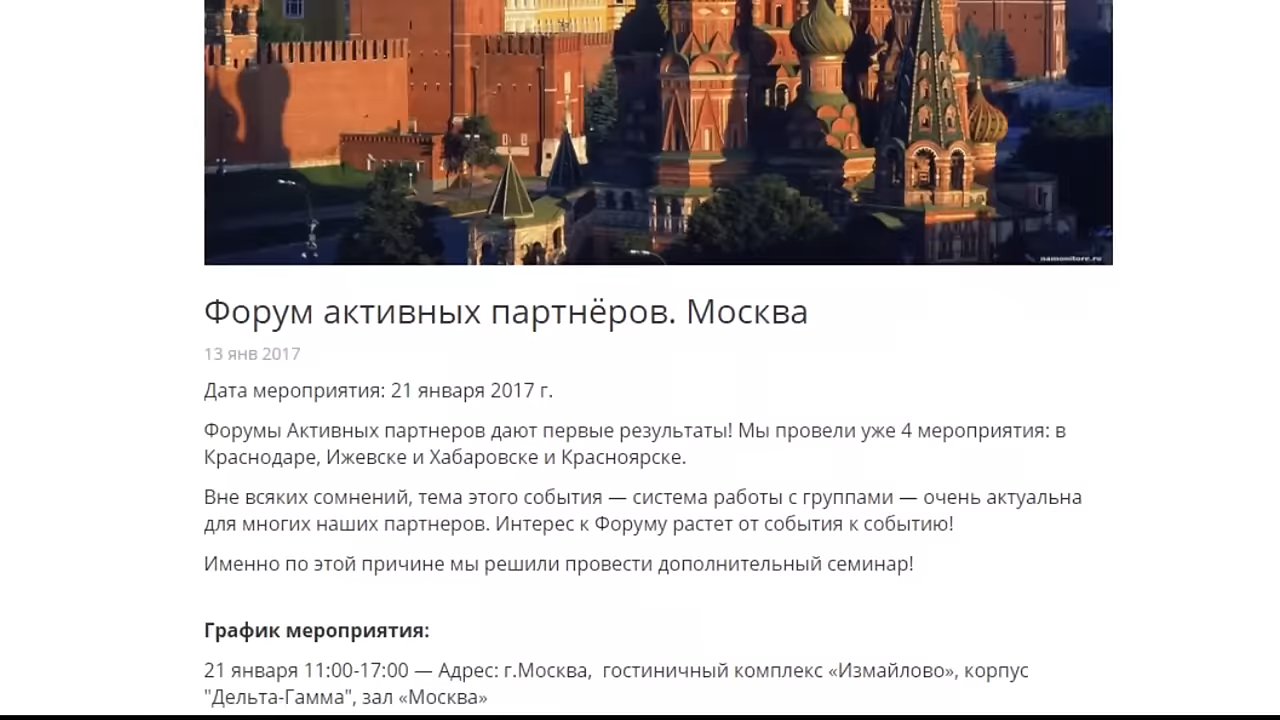 namonitore.ru
Форум активных партнёров. Москва
13 янв 2017
Дата мероприятия: 21 января 2017 г.
Форумы Активных партнеров дают первые результаты! Мы провели уже 4 мероприятия: в
Краснодаре, Ижевске и Хабаровске и Красноярске.
Вне всяких сомнений, тема этого события — система работы с группами — очень актуальна
для многих наших партнеров. Интерес к Форуму растет от события к событию!
Именно по этой причине мы решили провести дополнительный семинар!
График мероприятия:
21 января 11:00-17:00 — Адрес: г.Москва,  гостиничный комплекс «Измайлово», корпус
"Дельта-Гамма", зал «Москва»